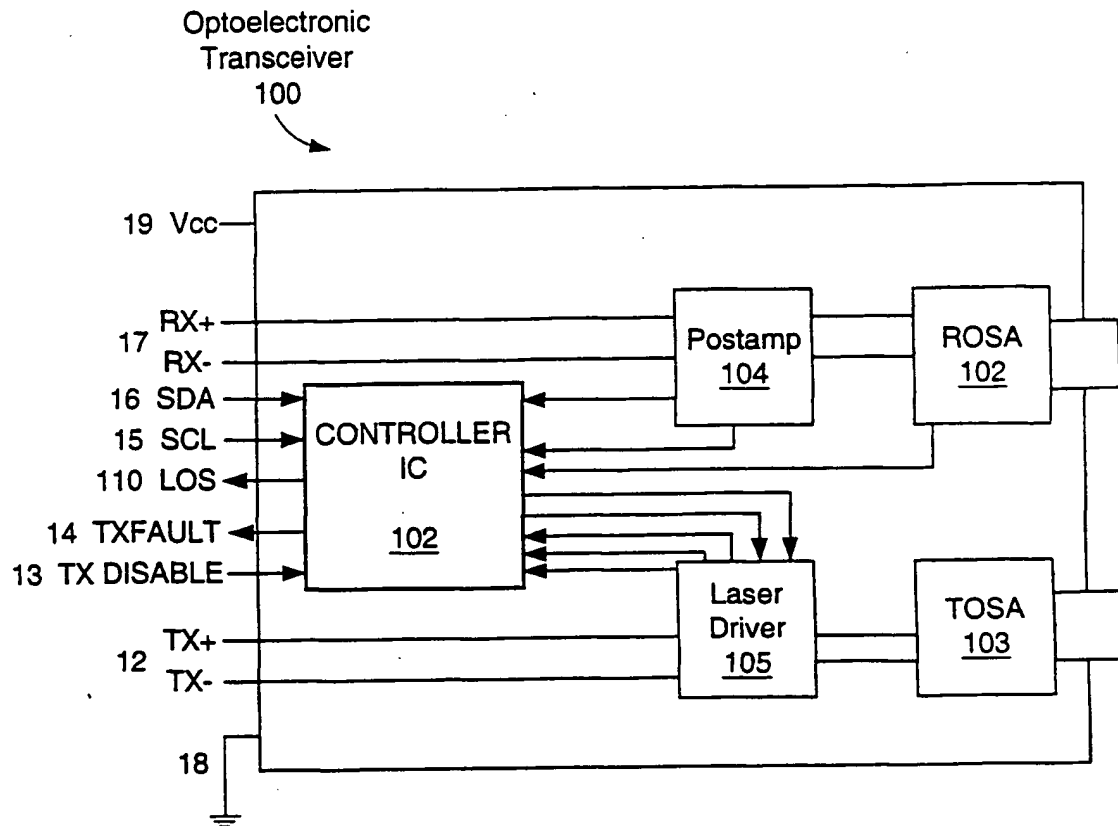 Optoelectronic
Transceiver
100
19 Vcc
17
RX+
RX-
16 SDA
15 SCL
110 LOS
14 TXFAULT
13 TX DISABLE
12
TX+
TX-
18
CONTROLLER
IC
102
Postamp
104
ROSA
102
Laser
Driver
105
TOSA
103